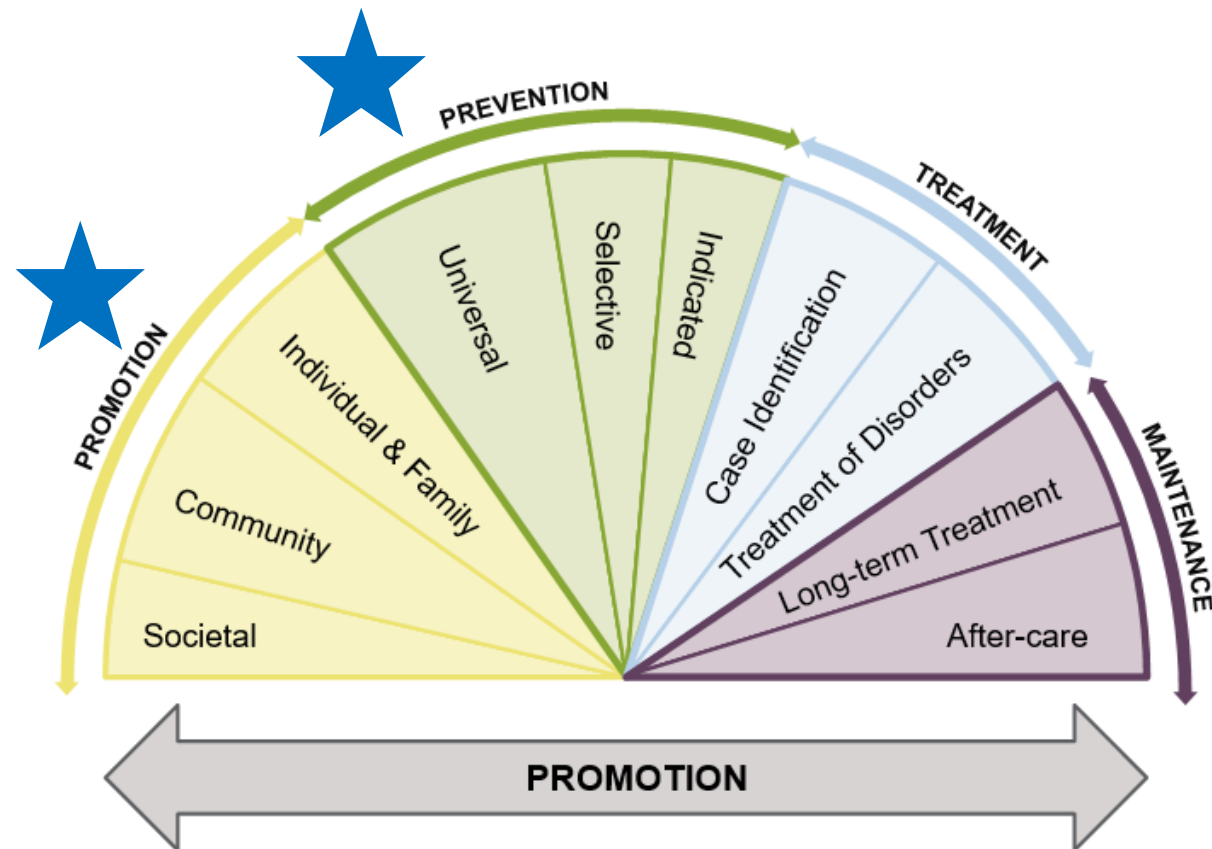 PROMOTION
PREVENTION
TREATMENT
MAINTENANCE
Societal
Community
Individual & Family
Universal
Selective
Indicated
Case Identification
Treatment of Disorders
Long-term Treatment
After-care
PROMOTION